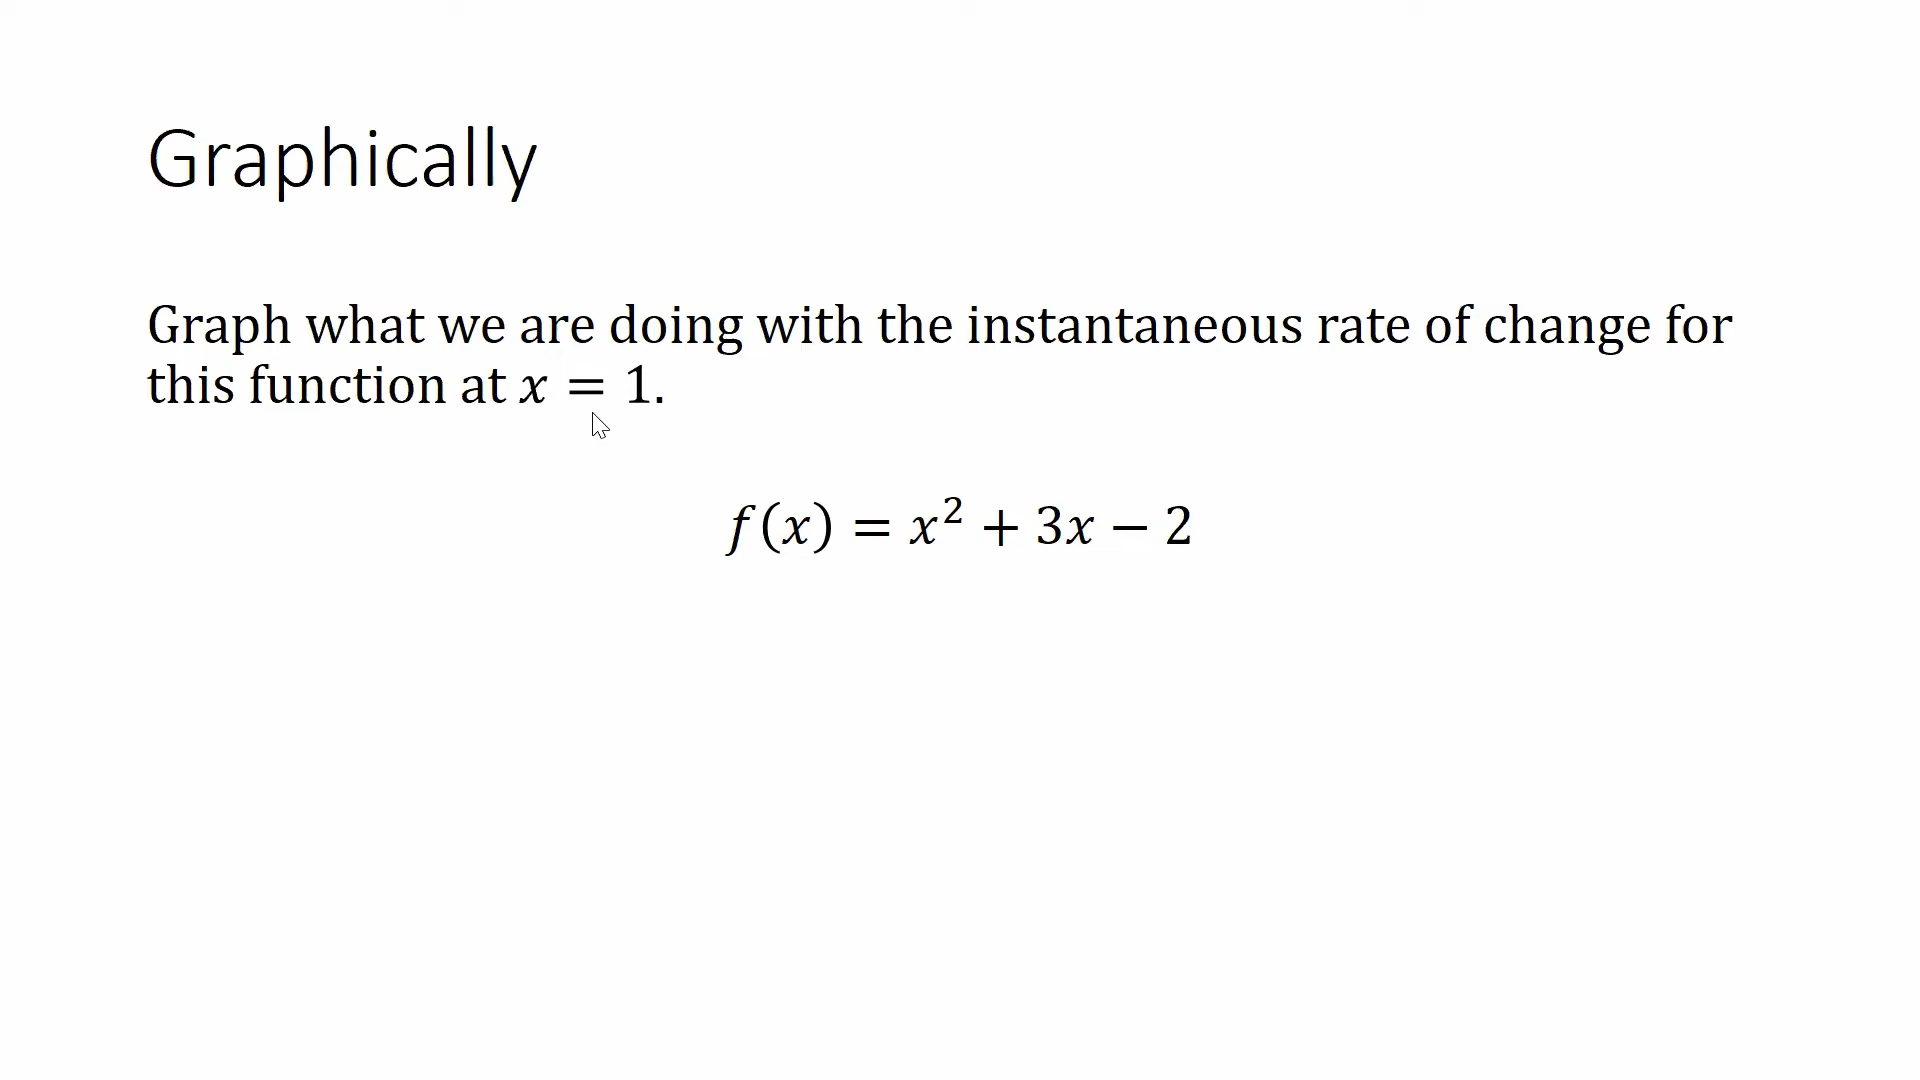 Graphically
Graph what we are doing with the instantaneous rate of change for
this function at x = 1.
f(x) = x² + 3x − 2